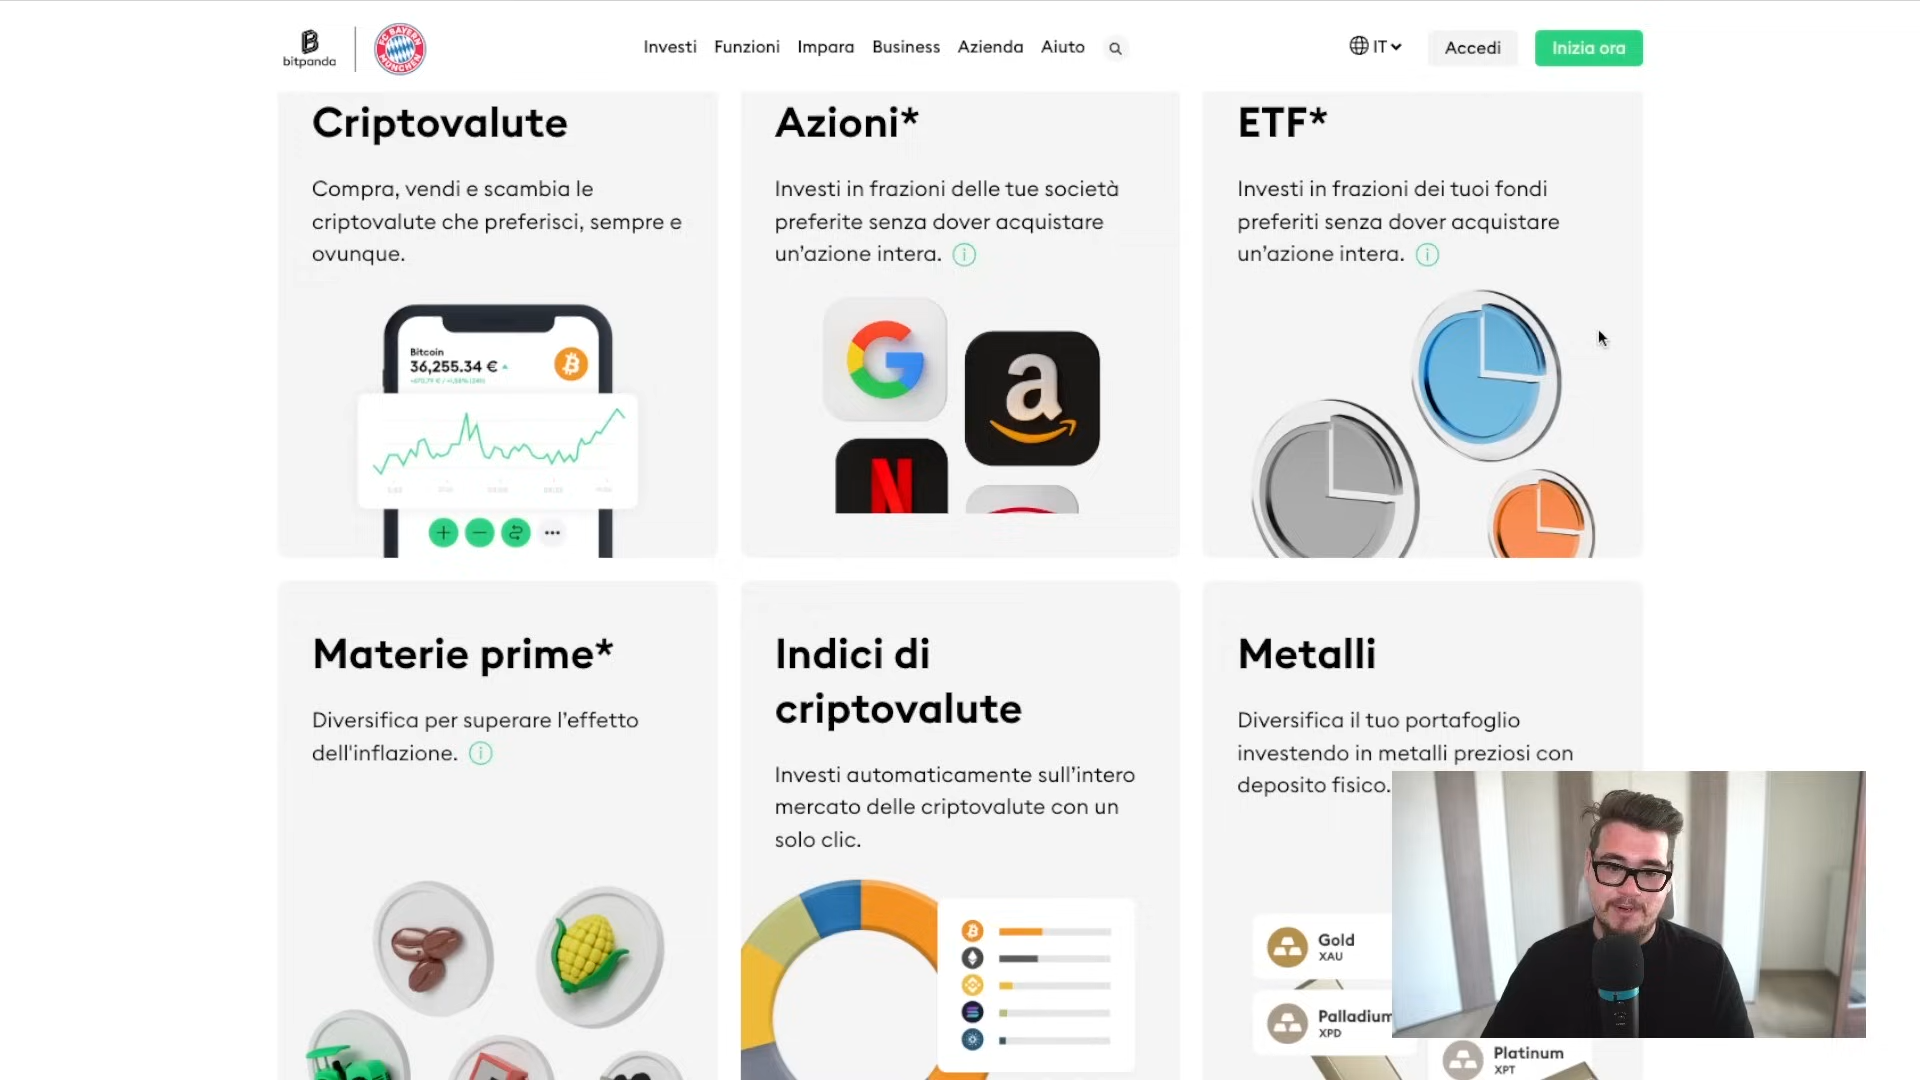 bitpanda
FC BAYERN
MÜNCHEN
Investi
Funzioni
Impara
Business
Azienda
Aiuto
IT
Accedi
Inizia ora
Criptovalute
Compra, vendi e scambia le
criptovalute che preferisci, sempre e
ovunque.
Bitcoin
36,255.34 €
Azioni*
Investi in frazioni delle tue società
preferite senza dover acquistare
un’azione intera.
ETF*
Investi in frazioni dei tuoi fondi
preferiti senza dover acquistare
un’azione intera.
Materie prime*
Diversifica per superare l’effetto
dell'inflazione.
Indici di
criptovalute
Investi automaticamente sull’intero
mercato delle criptovalute con un
solo clic.
Metalli
Diversifica il tuo portafoglio
investendo in metalli preziosi con
deposito fisico.
Gold
XAU
Palladium
XPD
Platinum
XPT